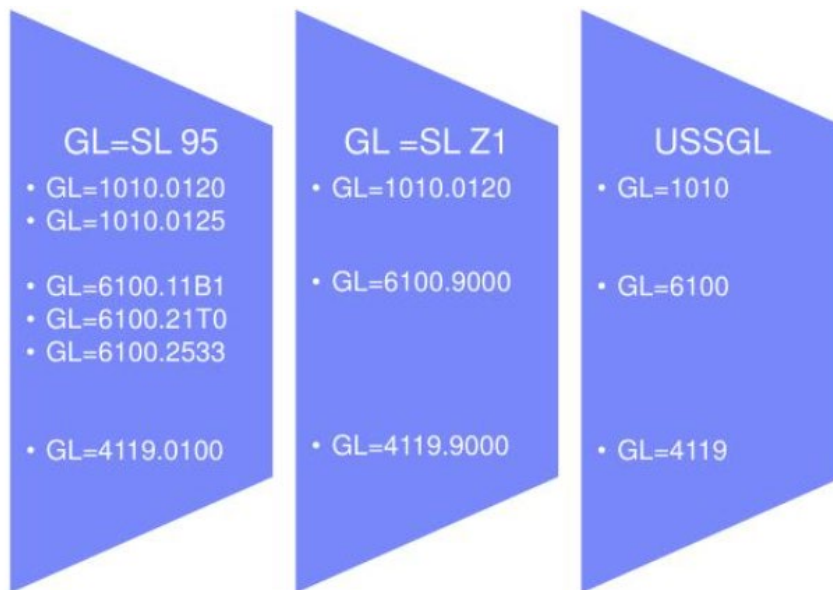 GL=SL 95
• GL=1010.0120
• GL=1010.0125
• GL=6100.11B1
• GL=6100.21T0
• GL=6100.2533
• GL=4119.0100
GL =SL Z1
• GL=1010.0120
• GL=6100.9000
• GL=4119.9000
USSGL
• GL=1010
• GL=6100
• GL=4119